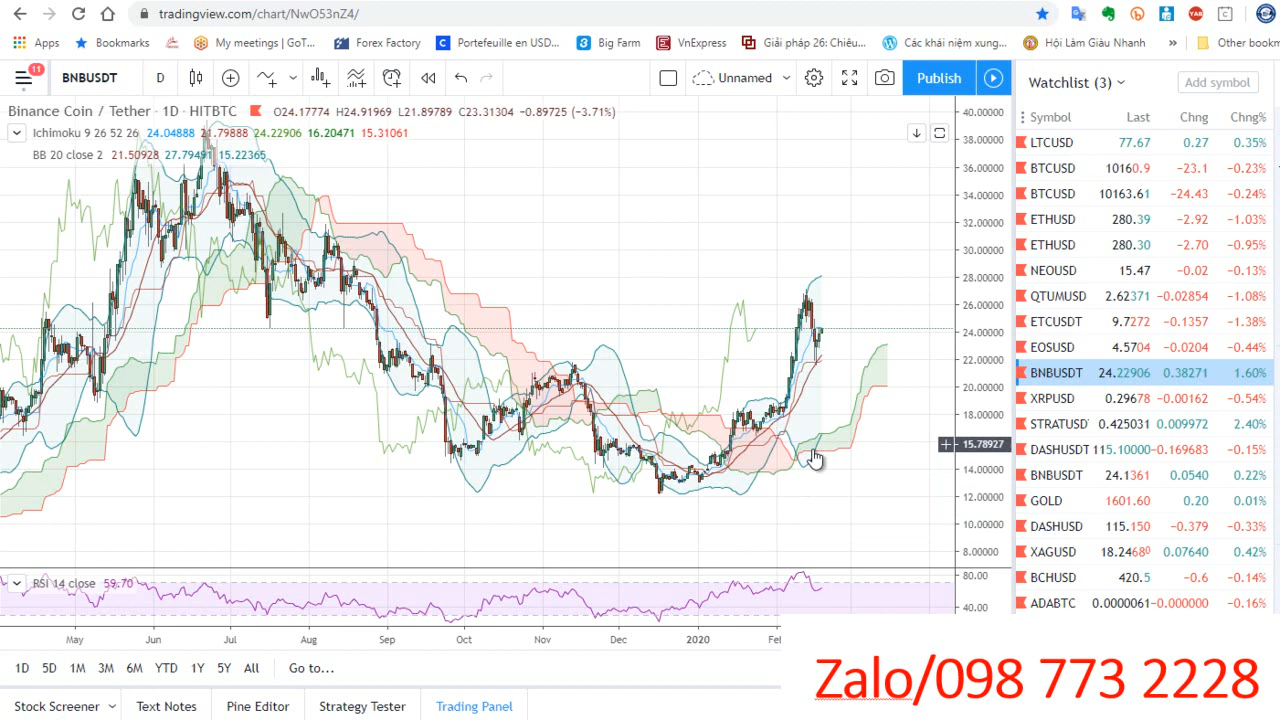 tradingview.com/chart/NwO53nZ4/
Apps Bookmarks My meetings | GoT... Forex Factory Portefeuille en USD... Big Farm VnExpress Giải pháp 26: Chiêu... Các khái niệm xung... Hội Làm Giàu Nhanh » Other bookm
11 BNBUSDT D Unnamed Publish Watchlist (3) Add symbol
Binance Coin / Tether · 1D · HITBTC O24.17774 H24.91969 L21.89789 C23.31304 −0.89725 (−3.71%)
Ichimoku 9 26 52 26 24.04888 21.79888 24.22906 16.20471 15.31061
BB 20 close 2 21.50928 27.79491 15.22365
40.00000
38.00000
36.00000
34.00000
32.00000
30.00000
28.00000
26.00000
24.00000
22.00000
20.00000
18.00000
15.78927
14.00000
12.00000
10.00000
8.00000
RSI 14 close 59.70
80.00
40.00
May Jun Jul Aug Sep Oct Nov Dec 2020 Feb
1D 5D 1M 3M 6M YTD 1Y 5Y All Go to...
Stock Screener Text Notes Pine Editor Strategy Tester Trading Panel
Symbol Last Chng Chng%
LTCUSD 77.67 0.27 0.35%
BTCUSD 10160.9 −23.1 −0.23%
BTCUSD 10163.61 −24.43 −0.24%
ETHUSD 280.39 −2.92 −1.03%
ETHUSD 280.30 −2.70 −0.95%
NEOUSD 15.47 −0.02 −0.13%
QTUMUSD 2.62371 −0.02854 −1.08%
ETCUSDT 9.7272 −0.1357 −1.38%
EOSUSD 4.5704 −0.0204 −0.44%
BNBUSDT 24.22906 0.38271 1.60%
XRPUSD 0.29678 −0.00162 −0.54%
STRATUSD 0.425031 0.009972 2.40%
DASHUSDT 115.10000 −0.169683 −0.15%
BNBUSDT 24.1361 0.0540 0.22%
GOLD 1601.60 0.20 0.01%
DASHUSD 115.150 −0.379 −0.33%
XAGUSD 18.2468⁰ 0.07640 0.42%
BCHUSD 420.5 −0.6 −0.14%
ADABTC 0.0000061 −0.000000 −0.16%
Zalo/098 773 2228